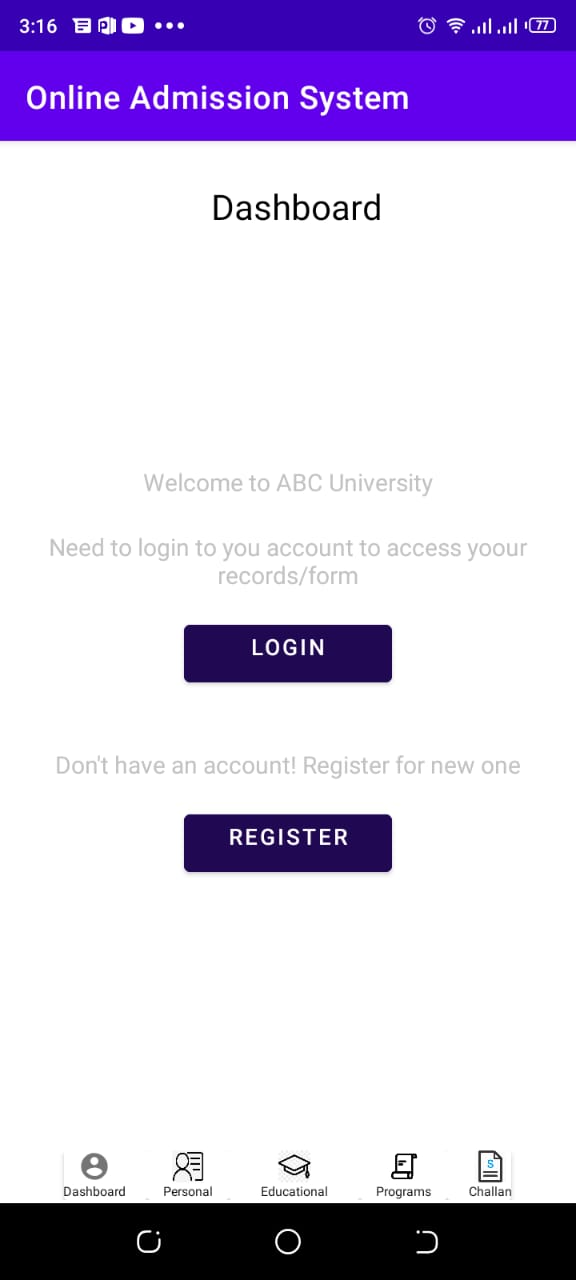 3:16
77
Online Admission System
Dashboard
Welcome to ABC University
Need to login to you account to access yoour
records/form
LOGIN
Don't have an account! Register for new one
REGISTER
S
Dashboard Personal Educational Programs Challan